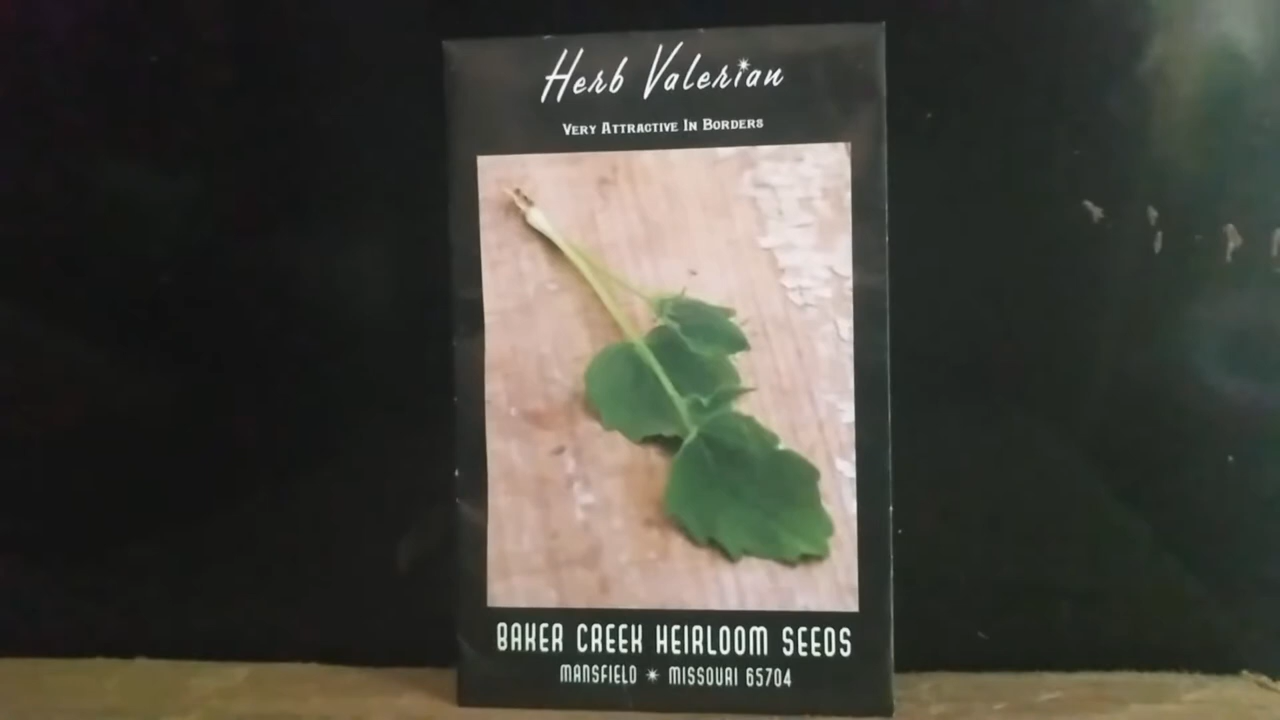 Herb Valerian
Very Attractive In Borders
BAKER CREEK HEIRLOOM SEEDS
MANSFIELD ✷ MISSOURI 65704